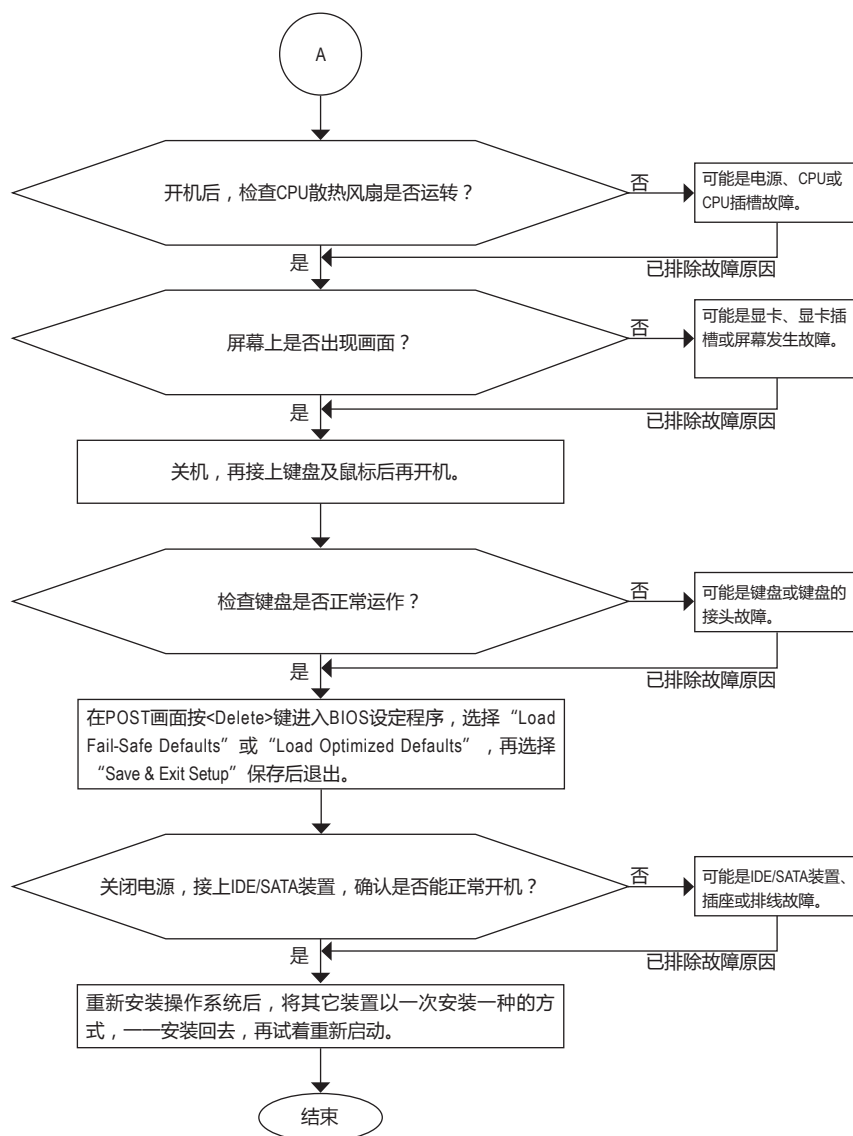 A
开机后，检查CPU散热风扇是否运转？
否
可能是电源、CPU或
CPU插槽故障。
是
已排除故障原因
屏幕上是否出现画面？
否
可能是显卡、显卡插
槽或屏幕发生故障。
是
已排除故障原因
关机，再接上键盘及鼠标后再开机。
检查键盘是否正常运作？
否
可能是键盘或键盘的
接头故障。
是
已排除故障原因
在POST画面按<Delete>键进入BIOS设定程序，选择“Load
Fail-Safe Defaults”或“Load Optimized Defaults”，再选择
“Save & Exit Setup”保存后退出。
关闭电源，接上IDE/SATA装置，确认是否能正常开机？
否
可能是IDE/SATA装置、
插座或排线故障。
是
已排除故障原因
重新安装操作系统后，将其它装置以一次安装一种的方
式，一一安装回去，再试着重新启动。
结束